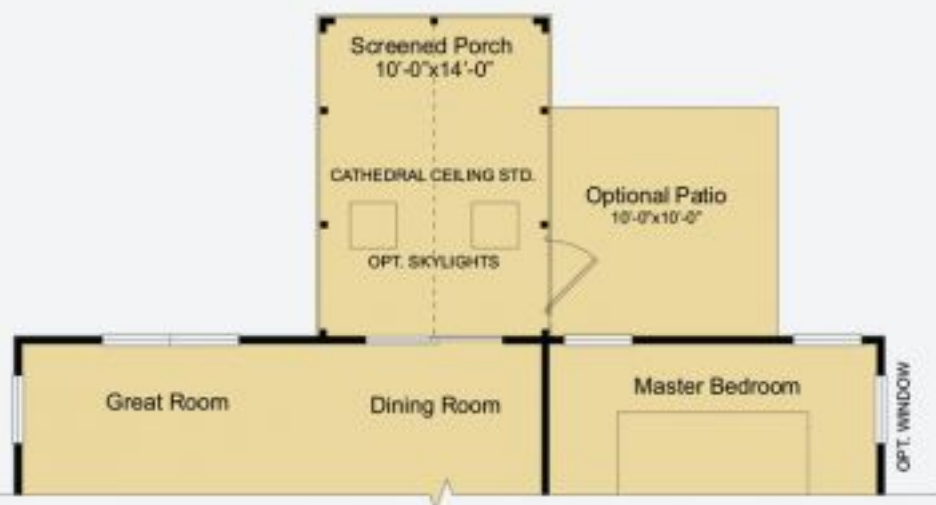 Screened Porch
10'-0"x14'-0"
CATHEDRAL CEILING STD.
OPT. SKYLIGHTS
Optional Patio
10'-0"x10'-0"
Great Room
Dining Room
Master Bedroom
OPT. WINDOW